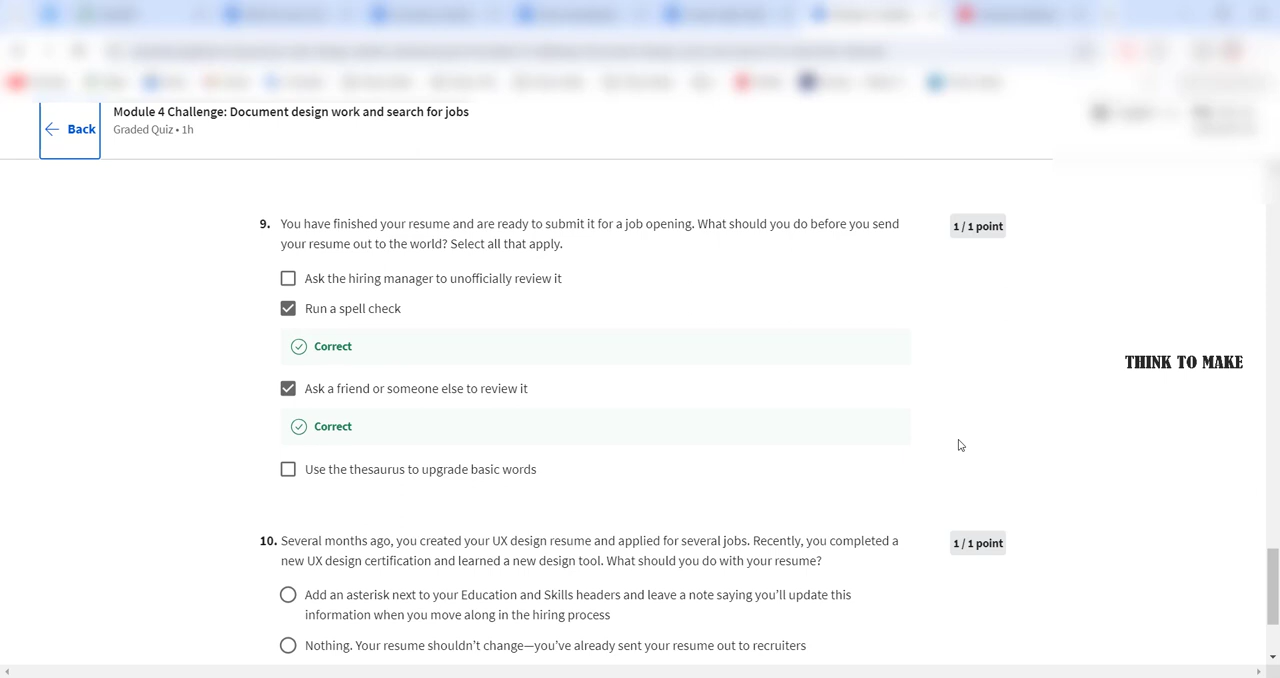 Back
Module 4 Challenge: Document design work and search for jobs
Graded Quiz • 1h
9. You have finished your resume and are ready to submit it for a job opening. What should you do before you send
your resume out to the world? Select all that apply.
1 / 1 point
Ask the hiring manager to unofficially review it
Run a spell check
Correct
THINK TO MAKE
Ask a friend or someone else to review it
Correct
Use the thesaurus to upgrade basic words
10. Several months ago, you created your UX design resume and applied for several jobs. Recently, you completed a
new UX design certification and learned a new design tool. What should you do with your resume?
1 / 1 point
Add an asterisk next to your Education and Skills headers and leave a note saying you’ll update this
information when you move along in the hiring process
Nothing. Your resume shouldn’t change—you’ve already sent your resume out to recruiters